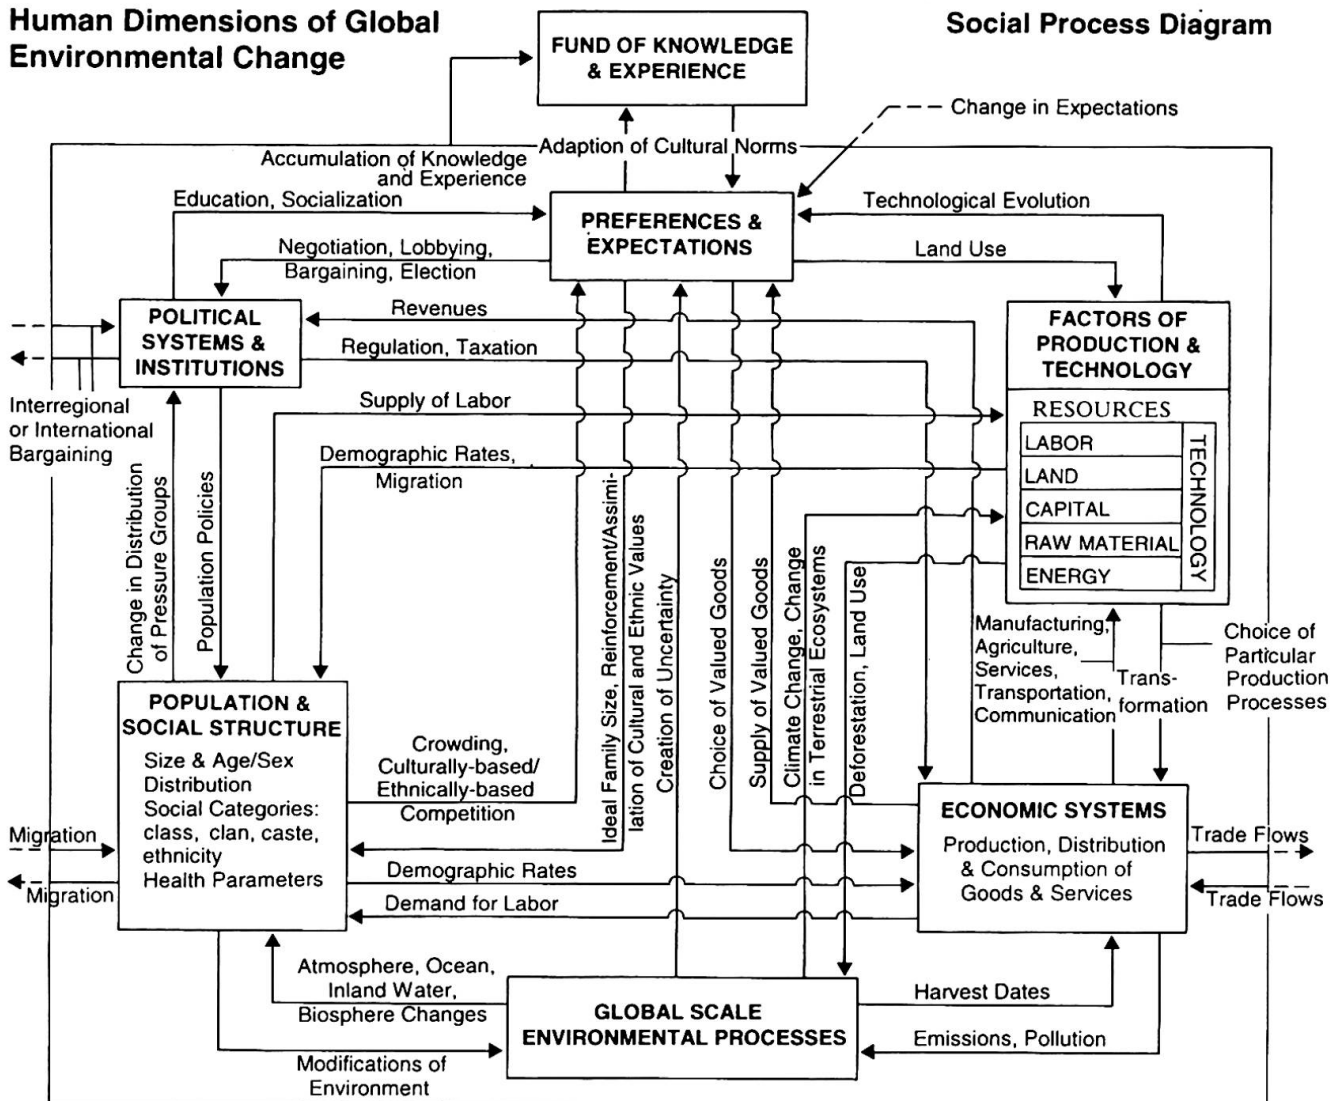 Human Dimensions of Global
Environmental Change
Social Process Diagram
FUND OF KNOWLEDGE
& EXPERIENCE
Change in Expectations
Adaption of Cultural Norms
Accumulation of Knowledge
and Experience
Education, Socialization
PREFERENCES &
EXPECTATIONS
Technological Evolution
Negotiation, Lobbying,
Bargaining, Election
Land Use
POLITICAL
SYSTEMS &
INSTITUTIONS
Revenues
Regulation, Taxation
FACTORS OF
PRODUCTION &
TECHNOLOGY
Interregional
or International
Bargaining
Supply of Labor
RESOURCES
LABOR
LAND
CAPITAL
RAW MATERIAL
ENERGY
TECHNOLOGY
Demographic Rates,
Migration
Change in Distribution
of Pressure Groups
Population Policies
Ideal Family Size, Reinforcement/Assimi-
lation of Cultural and Ethnic Values
Creation of Uncertainty
Choice of Valued Goods
Supply of Valued Goods
Climate Change, Change
in Terrestrial Ecosystems
Deforestation, Land Use
Manufacturing,
Agriculture,
Services,
Transportation,
Communication
Trans-
formation
Choice of
Particular
Production
Processes
POPULATION &
SOCIAL STRUCTURE
Size & Age/Sex
Distribution
Social Categories:
class, clan, caste,
ethnicity
Health Parameters
Crowding,
Culturally-based/
Ethnically-based
Competition
ECONOMIC SYSTEMS
Production, Distribution
& Consumption of
Goods & Services
Migration
Migration
Trade Flows
Trade Flows
Demographic Rates
Demand for Labor
Atmosphere, Ocean,
Inland Water,
Biosphere Changes
GLOBAL SCALE
ENVIRONMENTAL PROCESSES
Harvest Dates
Emissions, Pollution
Modifications of
Environment